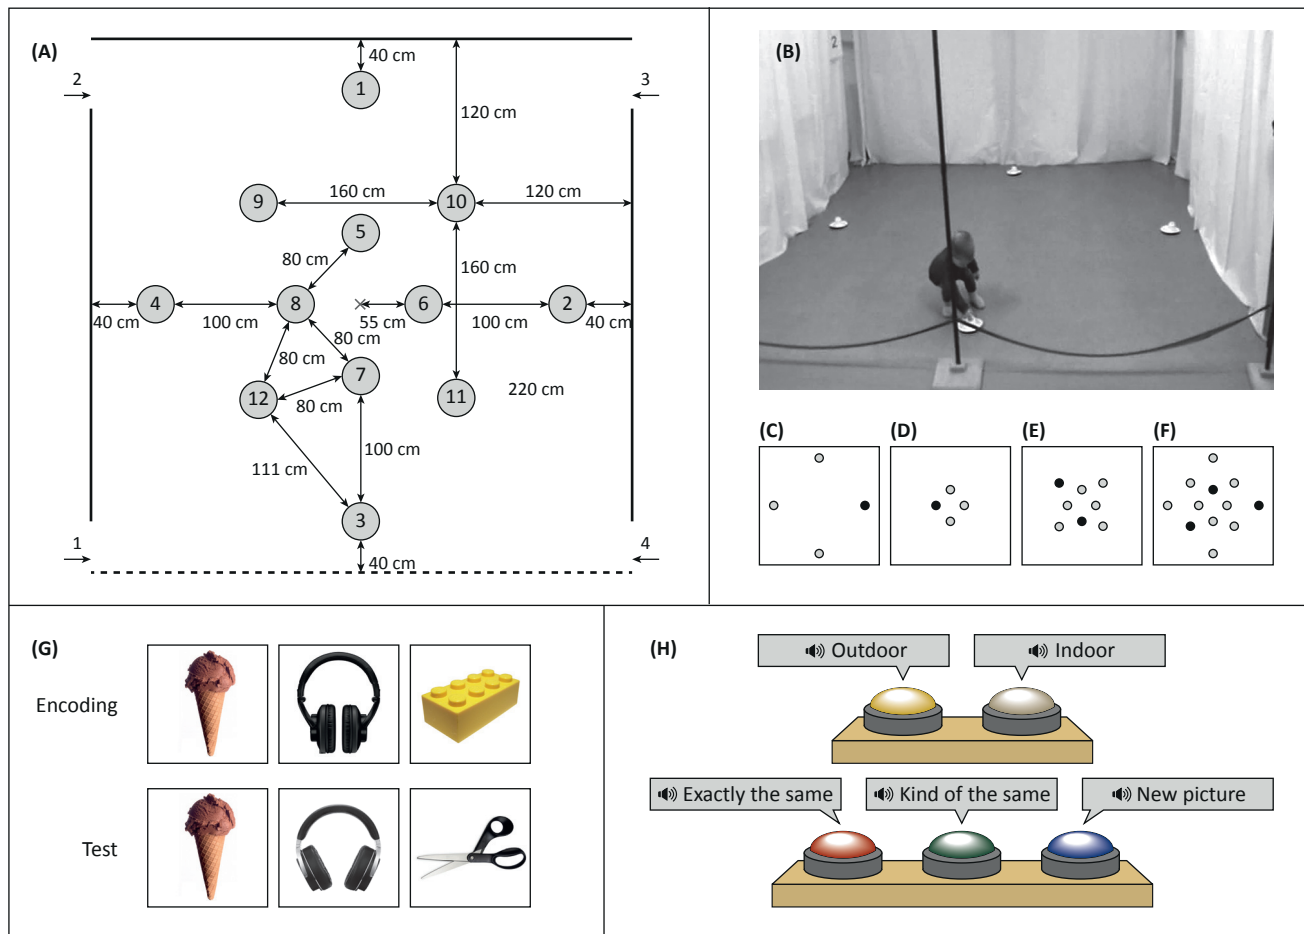 (A)
40 cm
2
3
1
120 cm
9
160 cm
10
120 cm
5
80 cm
160 cm
4
8
6
2
40 cm
100 cm
55 cm
100 cm
40 cm
80 cm
80 cm
7
12
80 cm
11
220 cm
111 cm
100 cm
3
1
4
40 cm
(B)
2
(C)
(D)
(E)
(F)
(G)
Encoding
Test
(H)
Outdoor
Indoor
Exactly the same
Kind of the same
New picture